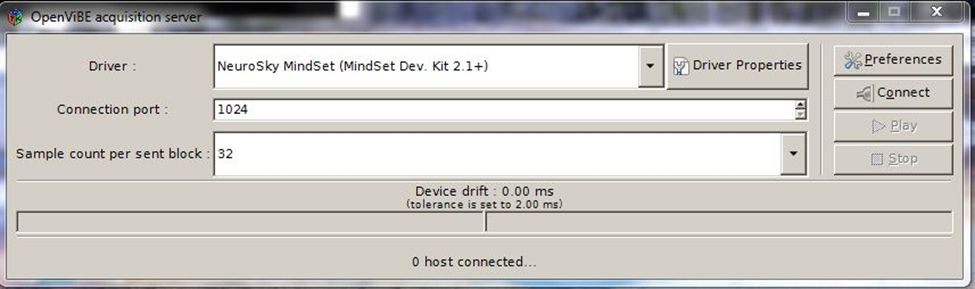 OpenViBE acquisition server
Driver :
NeuroSky MindSet (MindSet Dev. Kit 2.1+)
Driver Properties
Preferences
Connection port :
1024
Connect
Sample count per sent block :
32
Play
Stop
Device drift : 0.00 ms
(tolerance is set to 2.00 ms)
0 host connected...